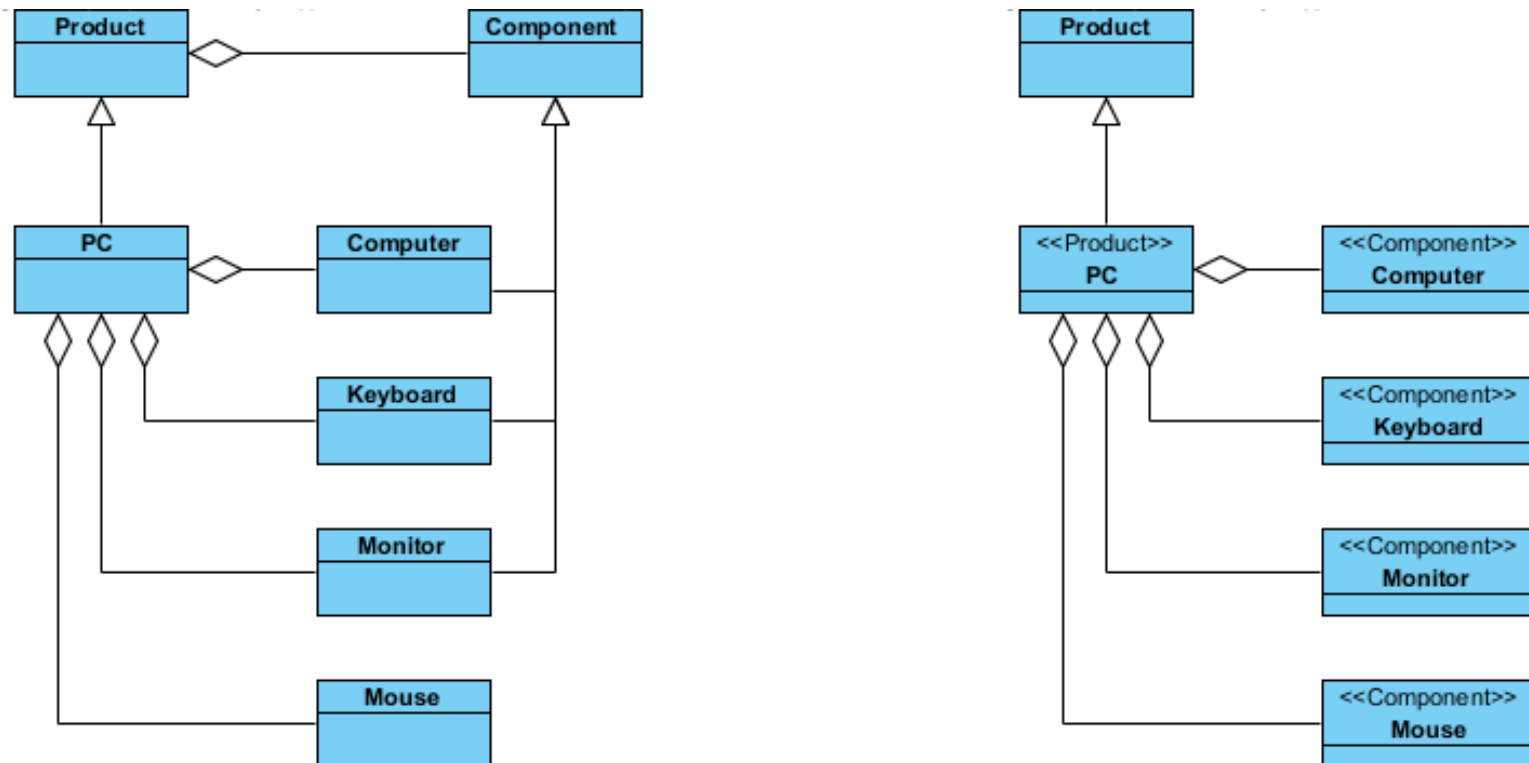 Product
Component
PC
Computer
Keyboard
Monitor
Mouse
Product
<<Product>>
PC
<<Component>>
Computer
<<Component>>
Keyboard
<<Component>>
Monitor
<<Component>>
Mouse